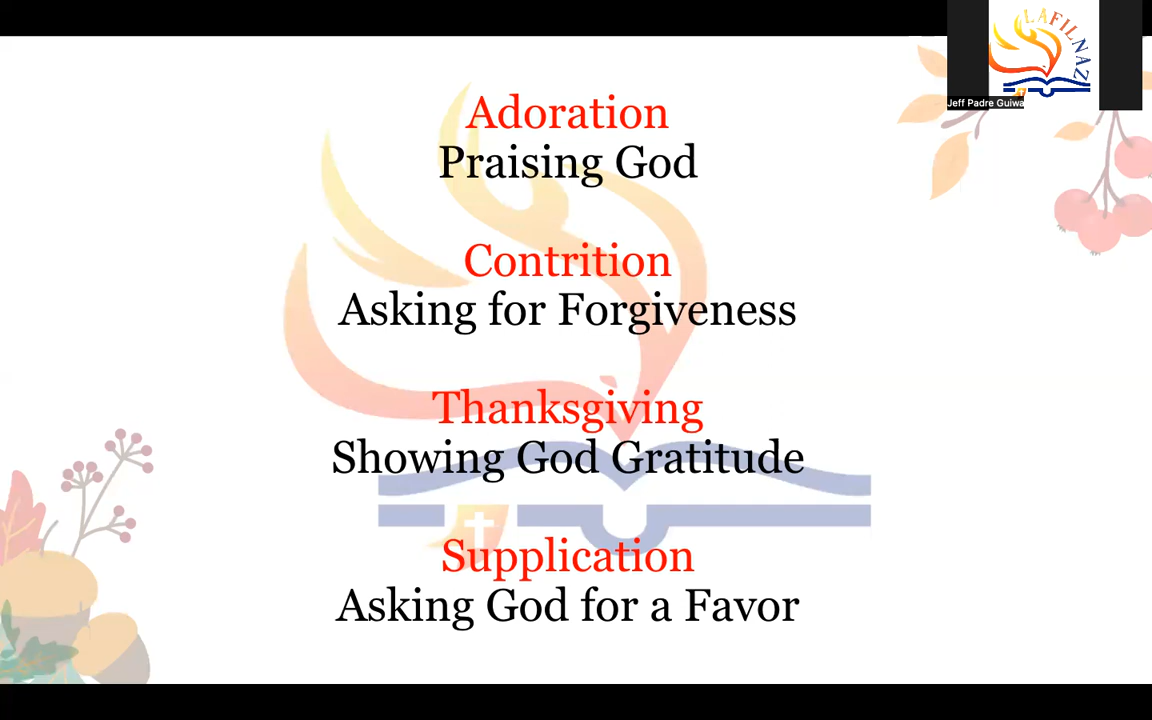 LAFILNAZ
Jeff Padre Guiwa
Adoration
Praising God
Contrition
Asking for Forgiveness
Thanksgiving
Showing God Gratitude
Supplication
Asking God for a Favor